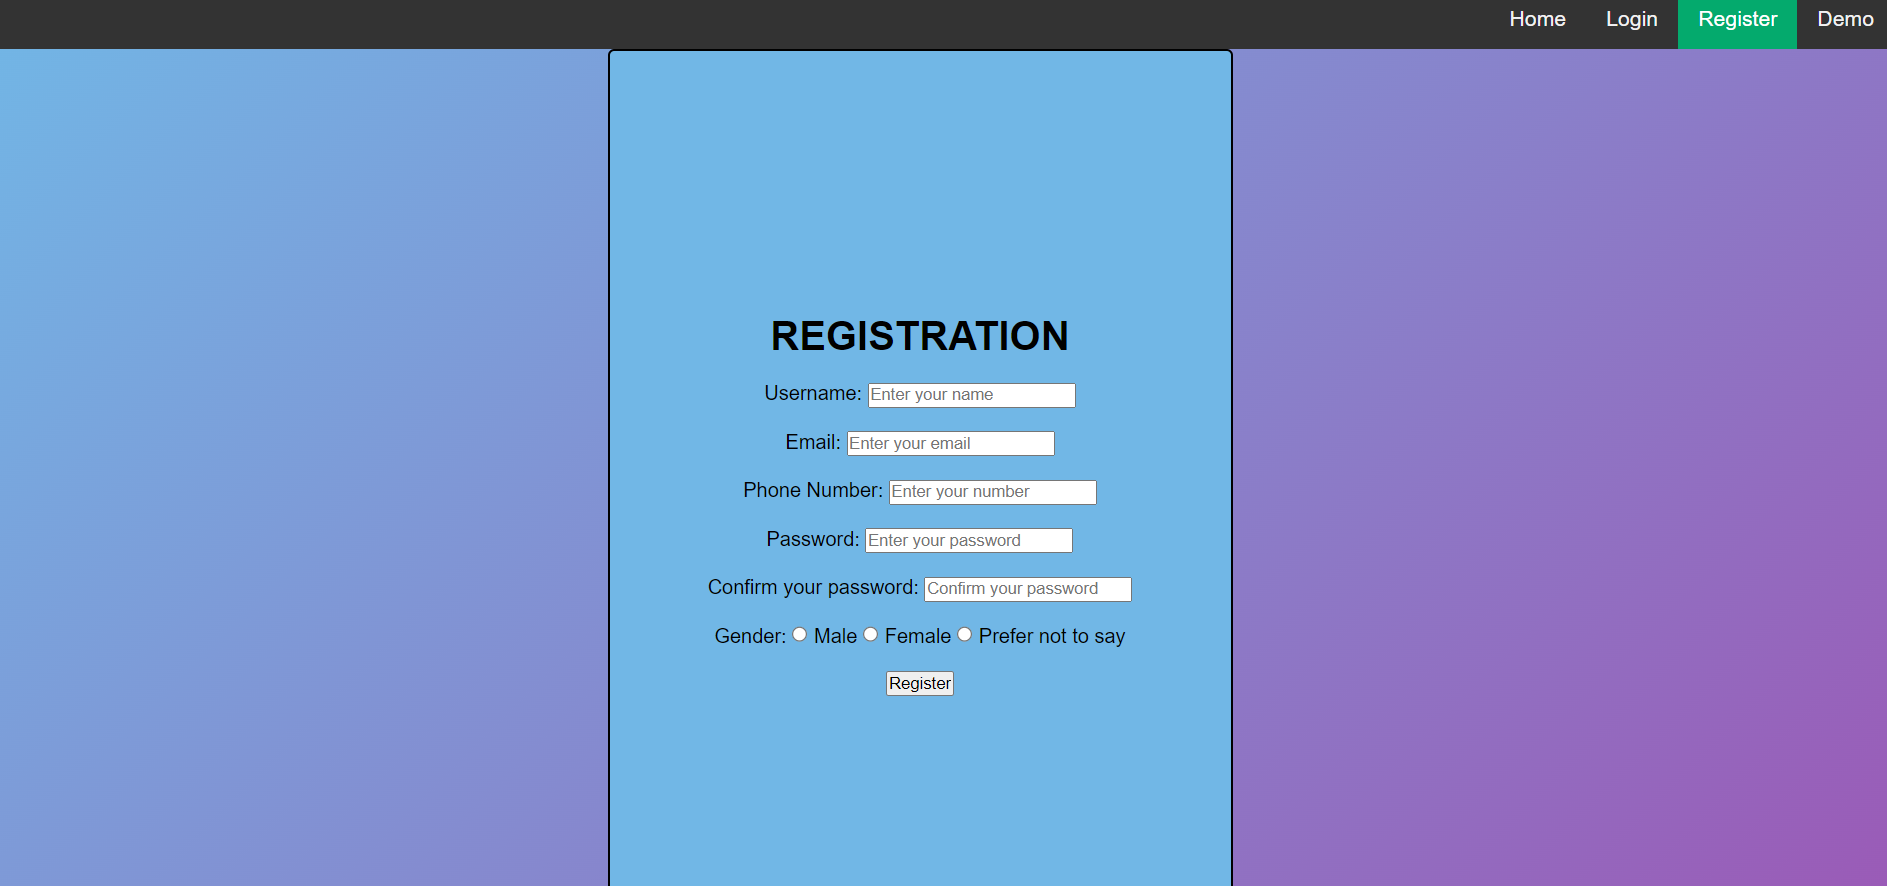 Home Login Register Demo
REGISTRATION
Username: Enter your name
Email: Enter your email
Phone Number: Enter your number
Password: Enter your password
Confirm your password: Confirm your password
Gender: Male Female Prefer not to say
Register